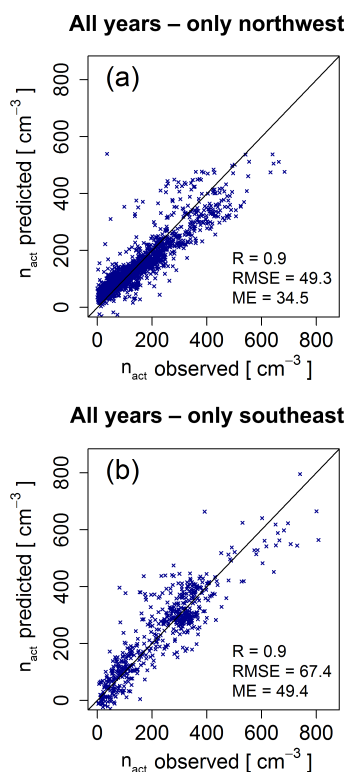 All years – only northwest
(a)
n_act predicted [ cm⁻³ ]
0 200 400 600 800
R = 0.9
RMSE = 49.3
ME = 34.5
0 200 400 600 800
n_act observed [ cm⁻³ ]
All years – only southeast
(b)
n_act predicted [ cm⁻³ ]
0 200 400 600 800
R = 0.9
RMSE = 67.4
ME = 49.4
0 200 400 600 800
n_act observed [ cm⁻³ ]